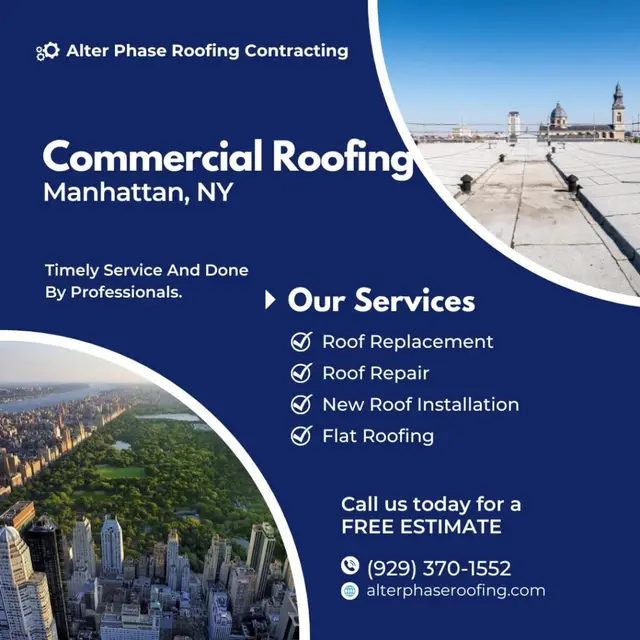 Alter Phase Roofing Contracting
Commercial Roofing
Manhattan, NY
Timely Service And Done
By Professionals.
Our Services
Roof Replacement
Roof Repair
New Roof Installation
Flat Roofing
Call us today for a
FREE ESTIMATE
(929) 370-1552
alterphaseroofing.com